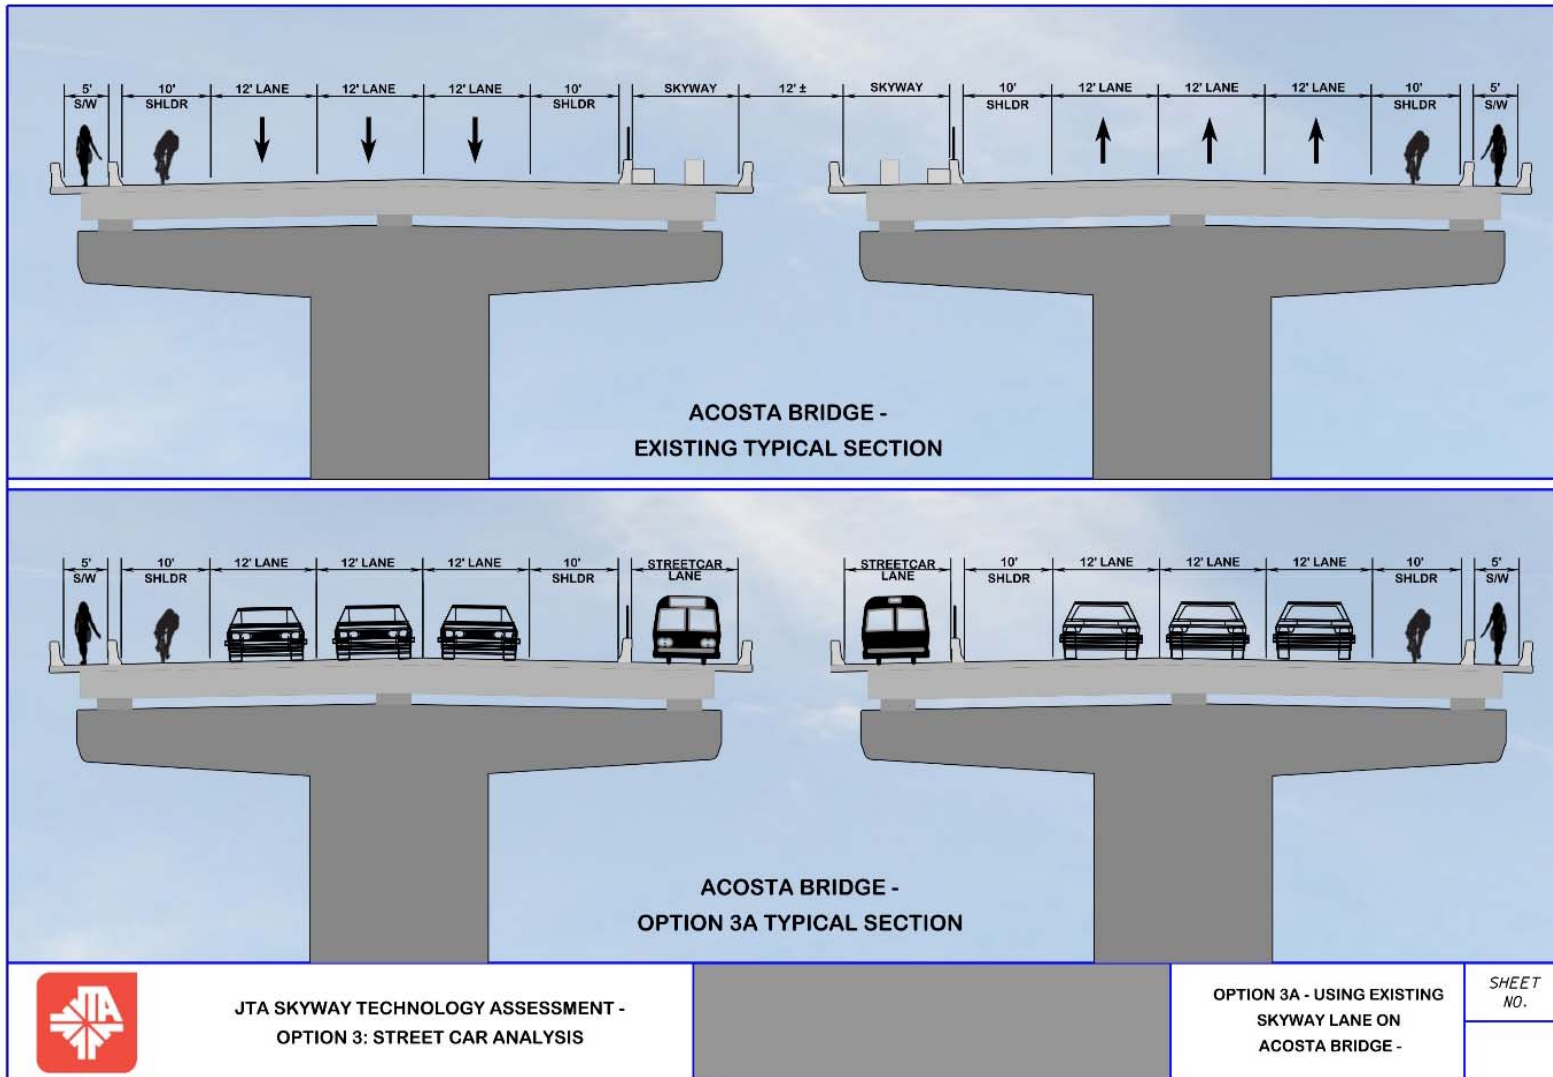 5' 10' 12' LANE 12' LANE 12' LANE 10' SKYWAY 12' ± SKYWAY 10' 12' LANE 12' LANE 12' LANE 10' 5'
S/W SHLDR SHLDR SHLDR SHLDR S/W
ACOSTA BRIDGE -
EXISTING TYPICAL SECTION
5' 10' 12' LANE 12' LANE 12' LANE 10' STREETCAR STREETCAR 10' 12' LANE 12' LANE 12' LANE 10' 5'
S/W SHLDR SHLDR LANE LANE SHLDR SHLDR S/W
ACOSTA BRIDGE -
OPTION 3A TYPICAL SECTION
JTA
JTA SKYWAY TECHNOLOGY ASSESSMENT -
OPTION 3: STREET CAR ANALYSIS
OPTION 3A - USING EXISTING
SKYWAY LANE ON
ACOSTA BRIDGE -
SHEET
NO.